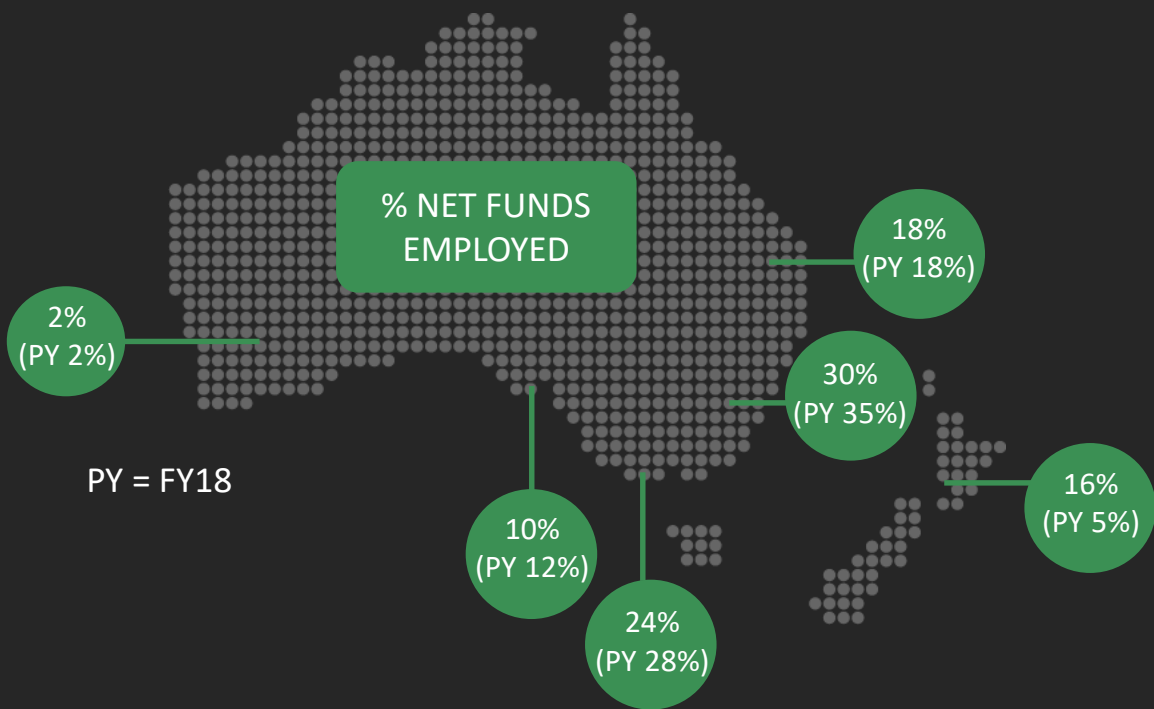 % NET FUNDS
EMPLOYED
18%
(PY 18%)
2%
(PY 2%)
30%
(PY 35%)
PY = FY18
16%
(PY 5%)
10%
(PY 12%)
24%
(PY 28%)